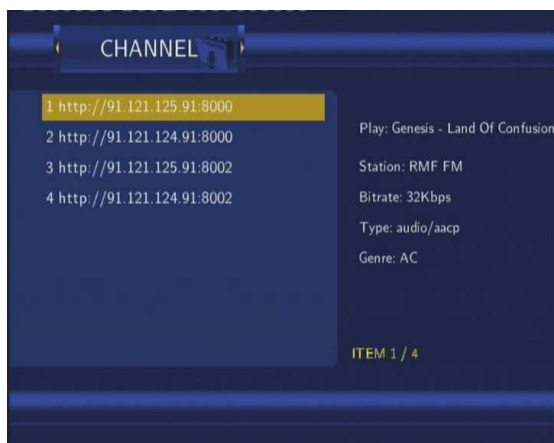 CHANNEL
1 http://91.121.125.91:8000
2 http://91.121.124.91:8000
3 http://91.121.125.91:8002
4 http://91.121.124.91:8002
Play: Genesis - Land Of Confusion
Station: RMF FM
Bitrate: 32Kbps
Type: audio/aacp
Genre: AC
ITEM 1 / 4